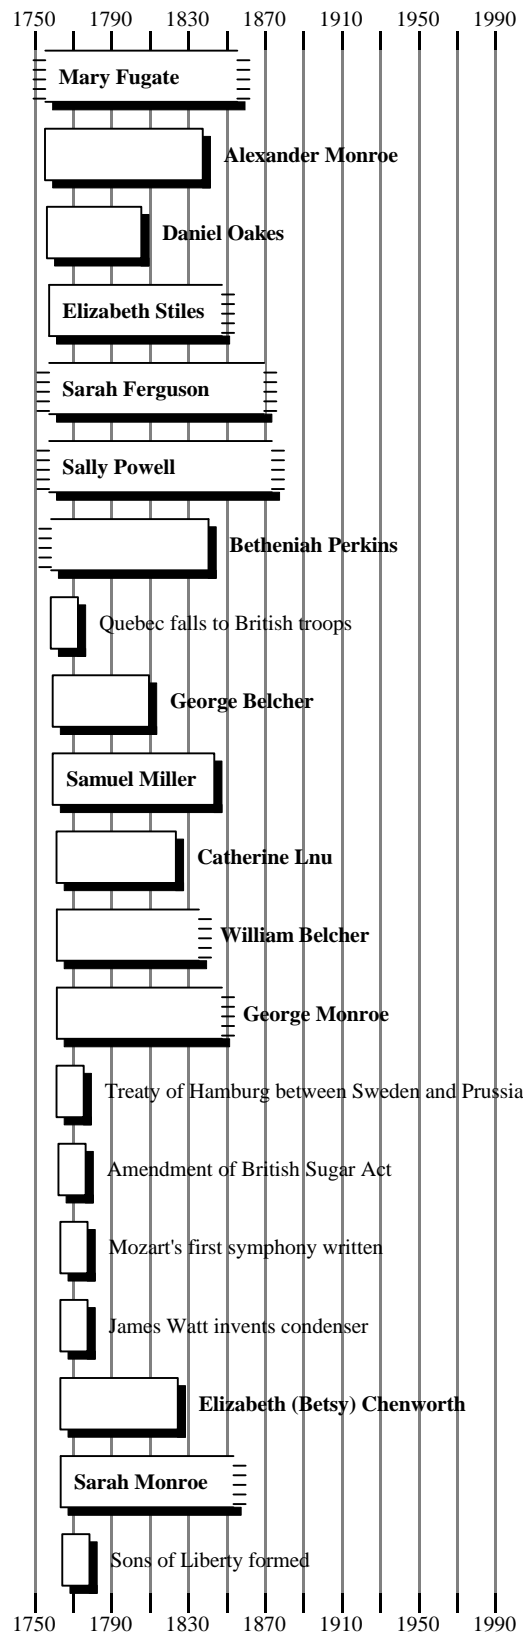 1750 1790 1830 1870 1910 1950 1990
Mary Fugate
Alexander Monroe
Daniel Oakes
Elizabeth Stiles
Sarah Ferguson
Sally Powell
Betheniah Perkins
Quebec falls to British troops
George Belcher
Samuel Miller
Catherine Lnu
William Belcher
George Monroe
Treaty of Hamburg between Sweden and Prussia
Amendment of British Sugar Act
Mozart's first symphony written
James Watt invents condenser
Elizabeth (Betsy) Chenworth
Sarah Monroe
Sons of Liberty formed
1750 1790 1830 1870 1910 1950 1990